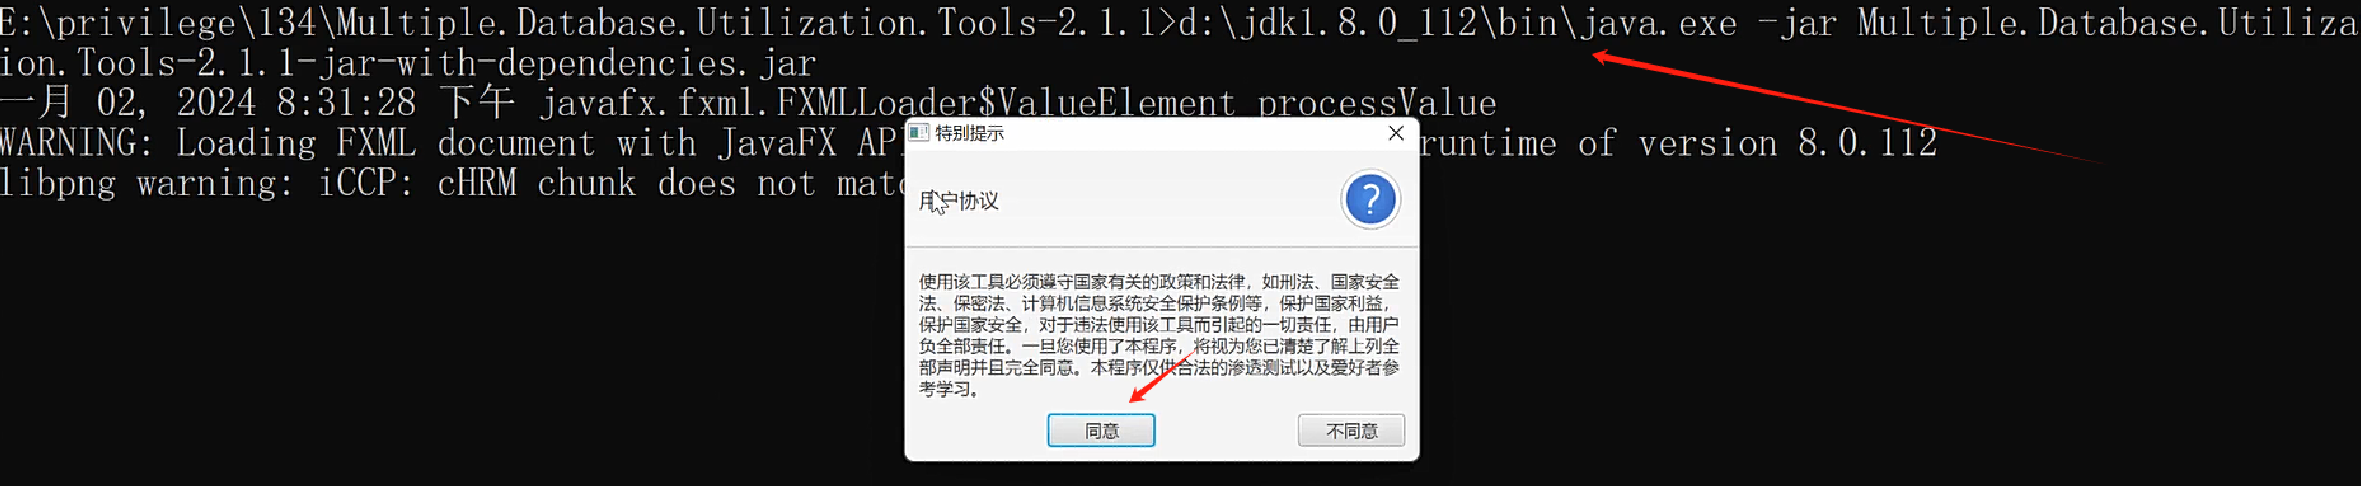 E:\privilege\134\Multiple.Database.Utilization.Tools-2.1.1>d:\jdk1.8.0_112\bin\java.exe -jar Multiple.Database.Utiliza
ion.Tools-2.1.1-jar-with-dependencies.jar
一月 02, 2024 8:31:28 下午 javafx.fxml.FXMLLoader$ValueElement processValue
WARNING: Loading FXML document with JavaFX AP
runtime of version 8.0.112
libpng warning: iCCP: cHRM chunk does not mat
特别提示
用户协议
使用该工具必须遵守国家有关的政策和法律，如刑法、国家安全
法、保密法、计算机信息系统安全保护条例等，保护国家利益，
保护国家安全，对于违法使用该工具而引起的一切责任，由用户
负全部责任。一旦您使用了本程序，将视为您已清楚了解上列全
部声明并且完全同意。本程序仅供合法的渗透测试以及爱好者参
考学习。
同意
不同意